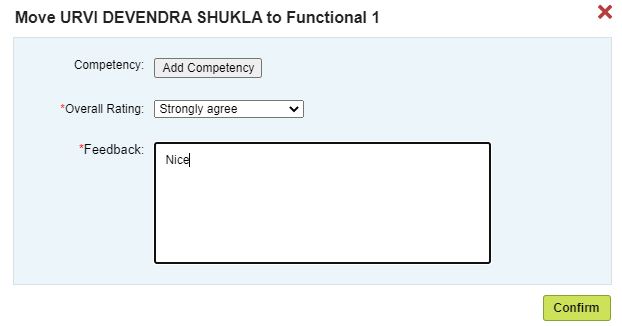 Move URVI DEVENDRA SHUKLA to Functional 1
Competency: Add Competency
*Overall Rating: Strongly agree
*Feedback: Nice
Confirm